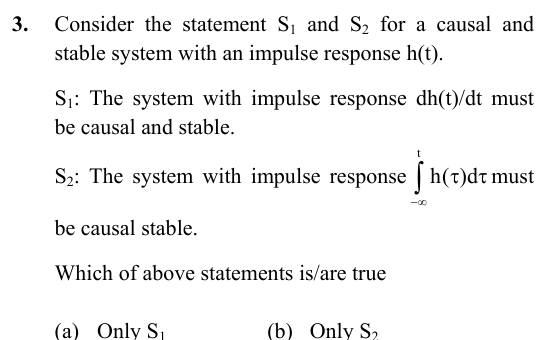 3. Consider the statement S₁ and S₂ for a causal and
stable system with an impulse response h(t).
S₁: The system with impulse response dh(t)/dt must
be causal and stable.
S₂: The system with impulse response ∫_{-∞}^{t} h(τ)dτ must
be causal stable.
Which of above statements is/are true
(a) Only S₁ (b) Only S₂